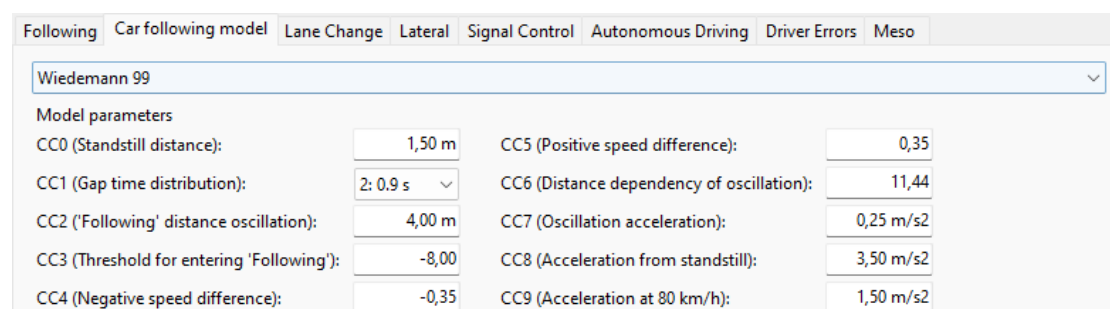 Following Car following model Lane Change Lateral Signal Control Autonomous Driving Driver Errors Meso
Wiedemann 99
Model parameters
CC0 (Standstill distance): 1,50 m CC5 (Positive speed difference): 0,35
CC1 (Gap time distribution): 2: 0.9 s CC6 (Distance dependency of oscillation): 11,44
CC2 ('Following' distance oscillation): 4,00 m CC7 (Oscillation acceleration): 0,25 m/s2
CC3 (Threshold for entering 'Following'): -8,00 CC8 (Acceleration from standstill): 3,50 m/s2
CC4 (Negative speed difference): -0,35 CC9 (Acceleration at 80 km/h): 1,50 m/s2